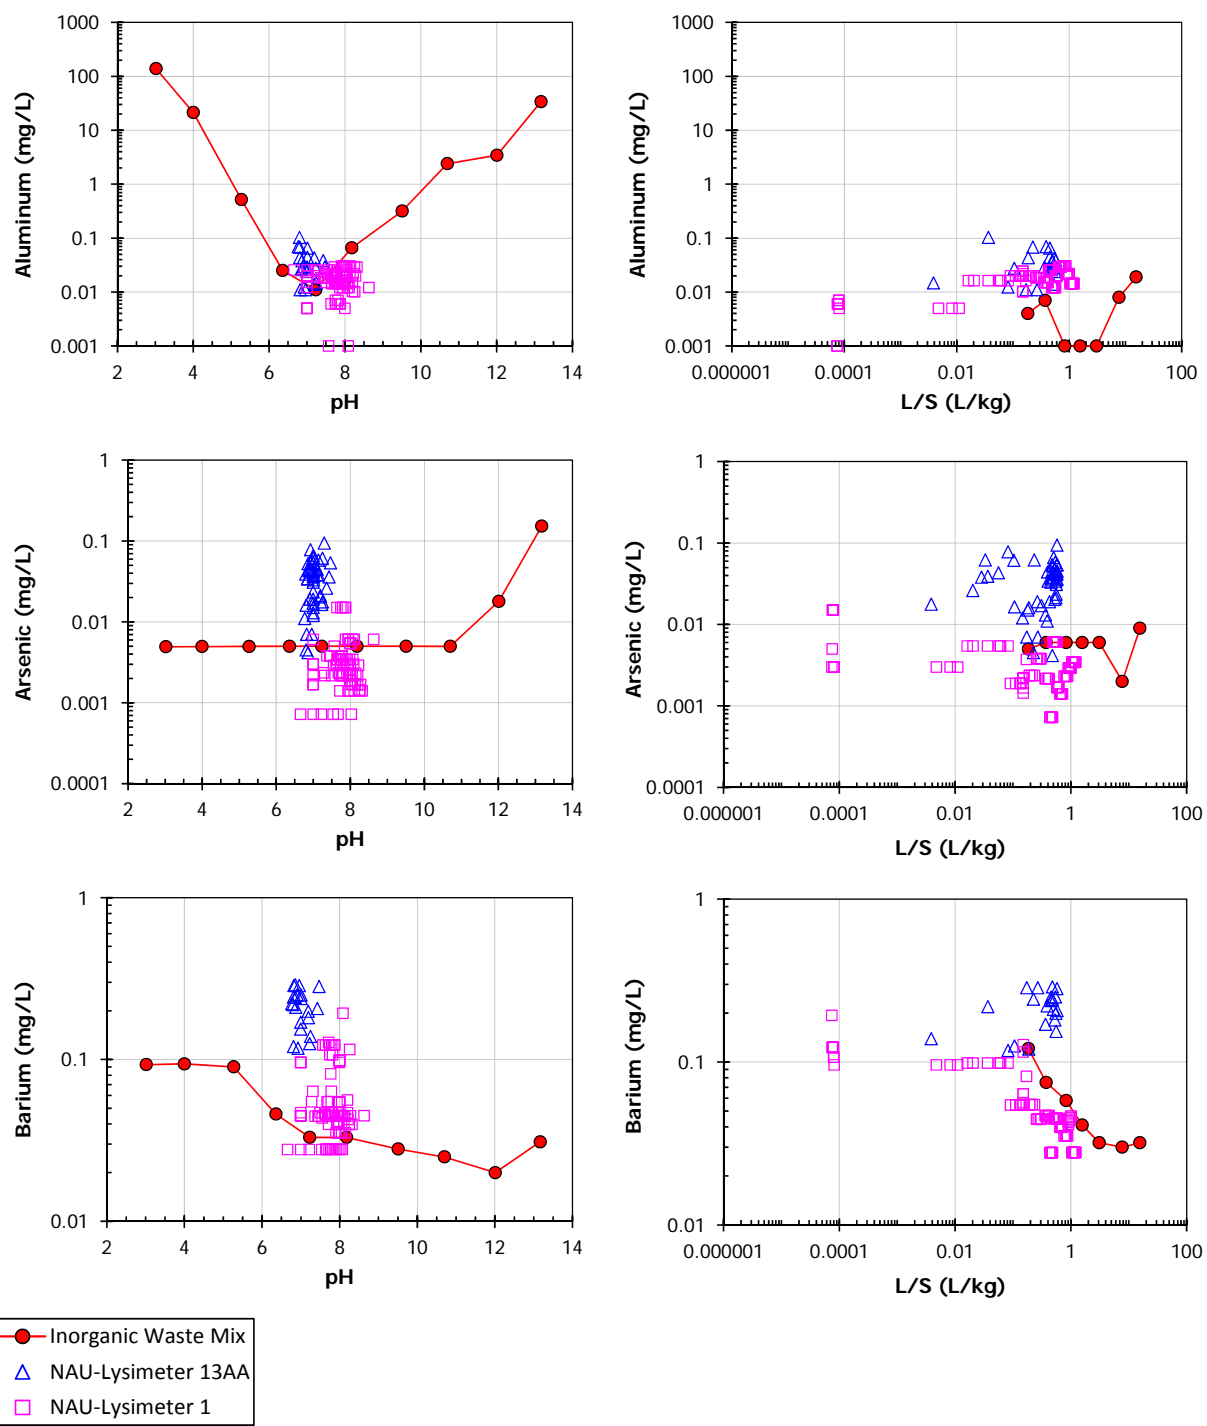 1000
100
10
1
0.1
0.01
0.001
Aluminum (mg/L)
2 4 6 8 10 12 14
pH
1000
100
10
1
0.1
0.01
0.001
Aluminum (mg/L)
0.000001 0.0001 0.01 1 100
L/S (L/kg)
1
0.1
0.01
0.001
0.0001
Arsenic (mg/L)
2 4 6 8 10 12 14
pH
1
0.1
0.01
0.001
0.0001
Arsenic (mg/L)
0.000001 0.0001 0.01 1 100
L/S (L/kg)
1
0.1
0.01
Barium (mg/L)
2 4 6 8 10 12 14
pH
1
0.1
0.01
Barium (mg/L)
0.000001 0.0001 0.01 1 100
L/S (L/kg)
Inorganic Waste Mix
NAU-Lysimeter 13AA
NAU-Lysimeter 1